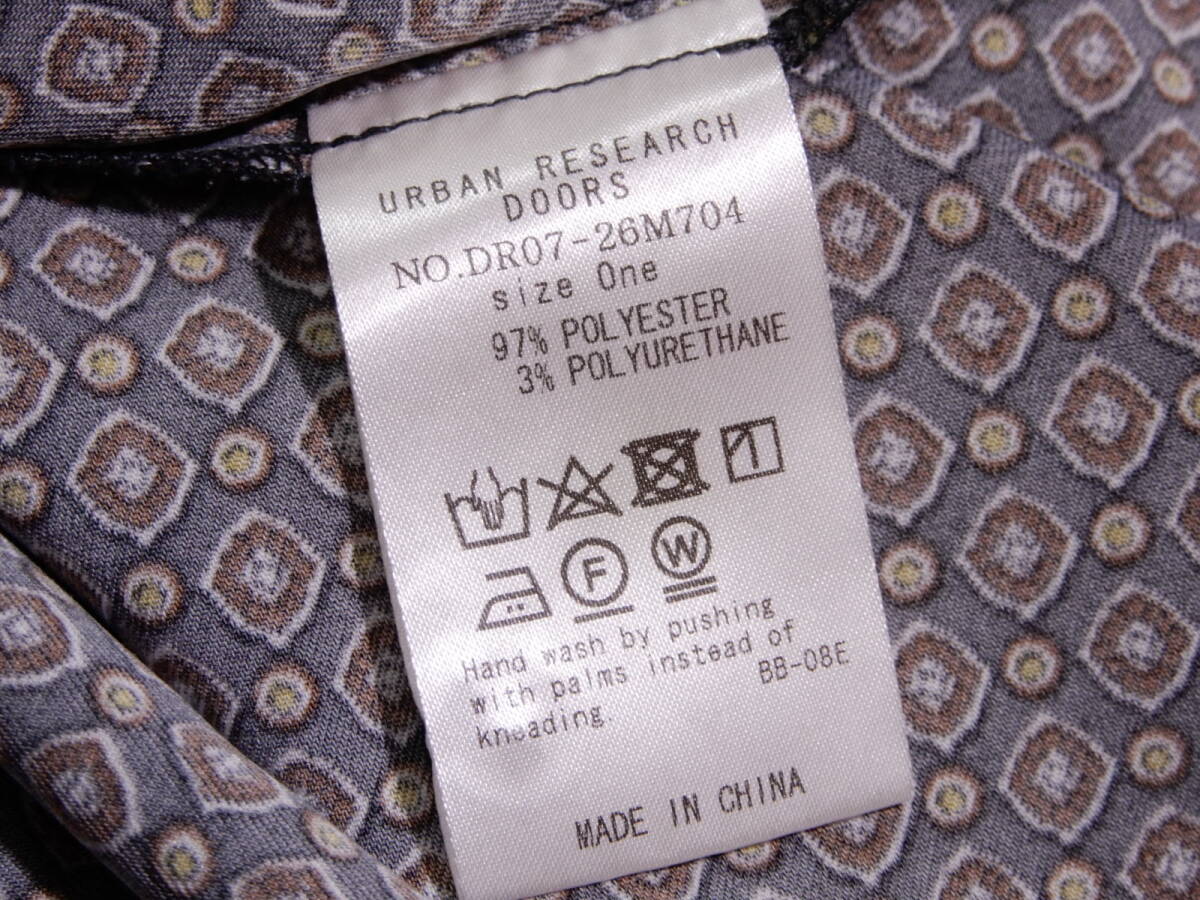 URBAN RESEARCH
DOORS
NO.DR07-26M704
size One
97% POLYESTER
3% POLYURETHANE
F W
Hand wash by pushing
with palms instead of
kneading.
BB-08E
MADE IN CHINA